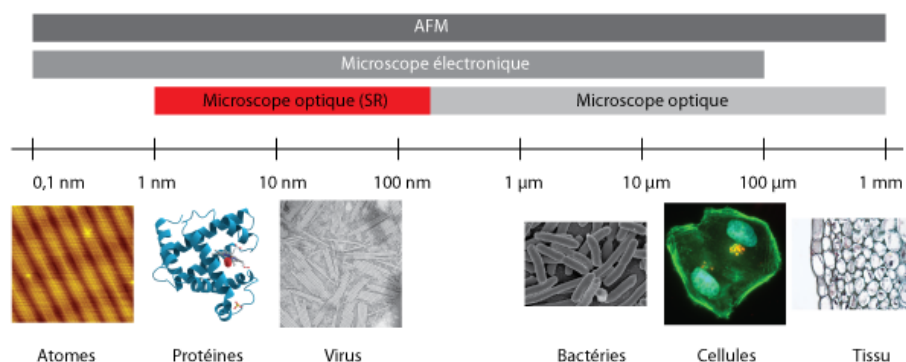 AFM
Microscope électronique
Microscope optique (SR) Microscope optique
0,1 nm 1 nm 10 nm 100 nm 1 µm 10 µm 100 µm 1 mm
Atomes Protéines Virus Bactéries Cellules Tissu